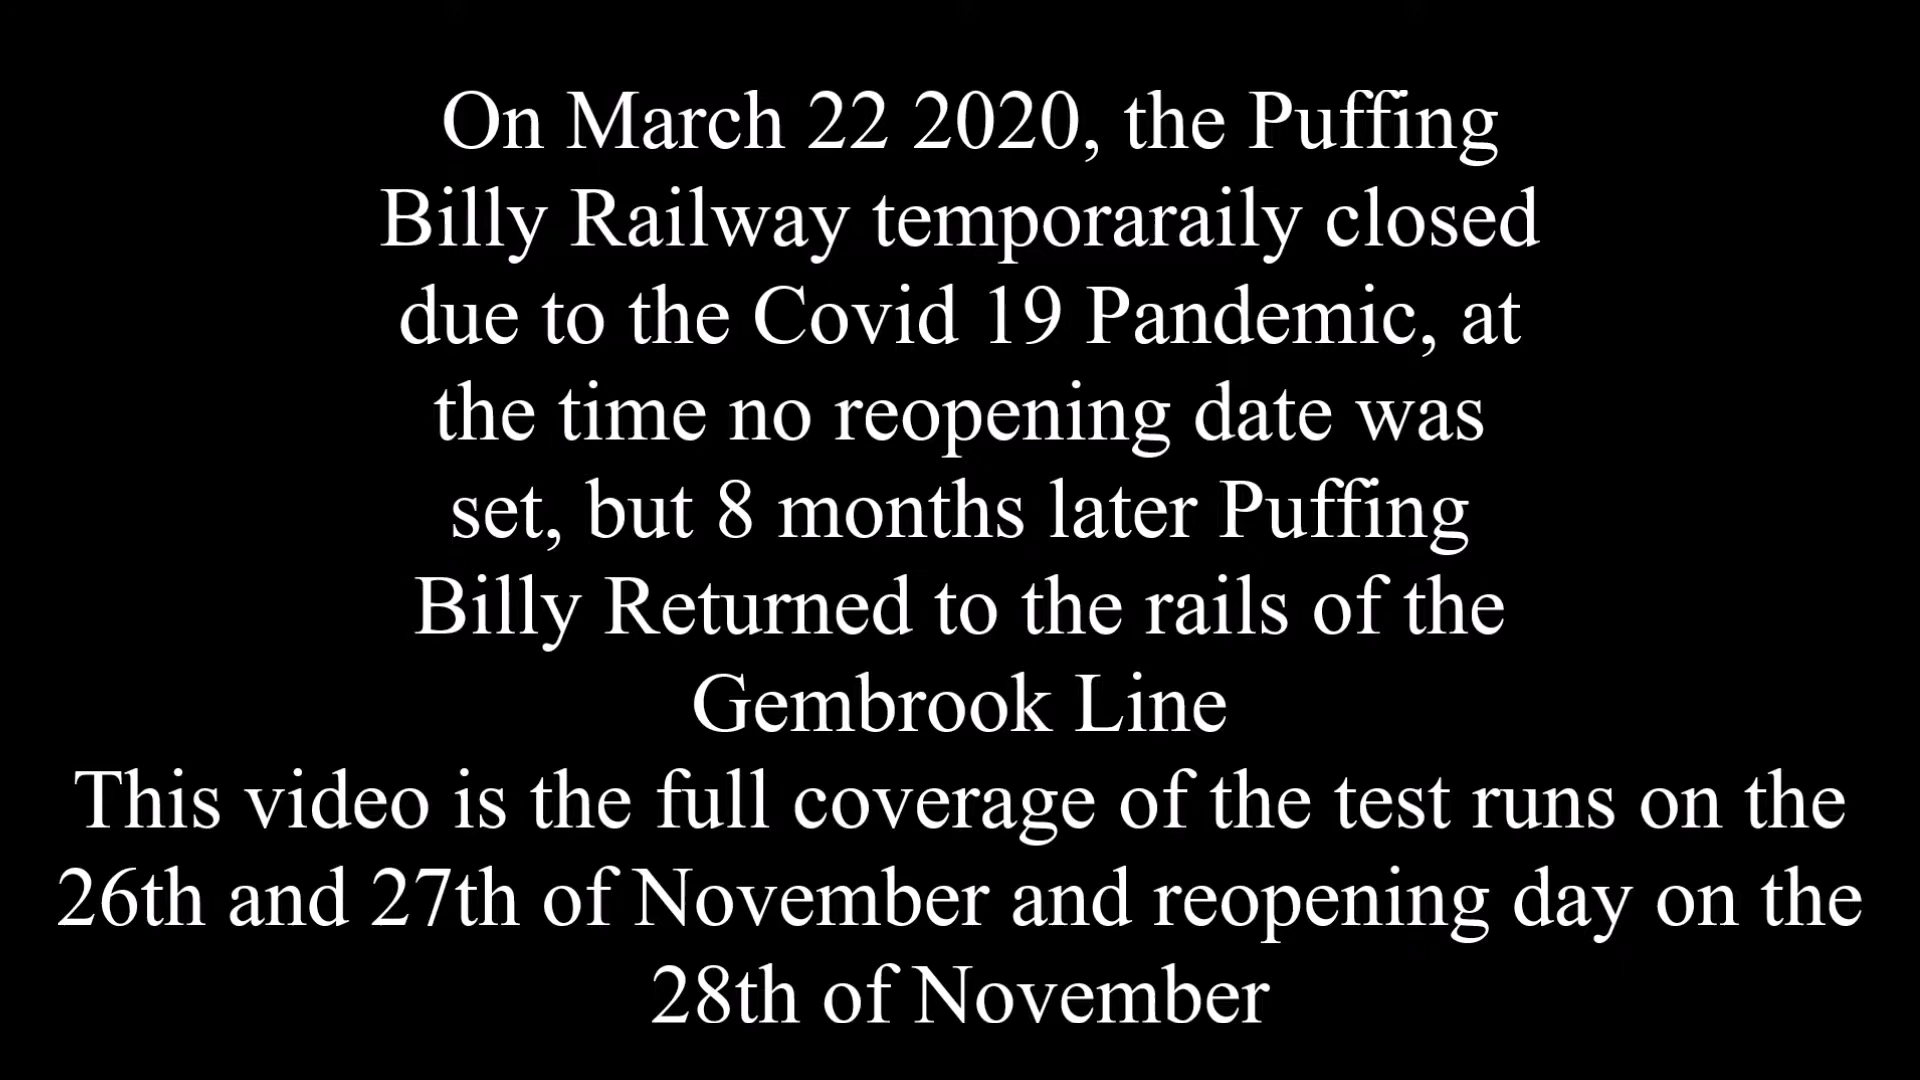 On March 22 2020, the Puffing
Billy Railway temporaraily closed
due to the Covid 19 Pandemic, at
the time no reopening date was
set, but 8 months later Puffing
Billy Returned to the rails of the
Gembrook Line
This video is the full coverage of the test runs on the
26th and 27th of November and reopening day on the
28th of November